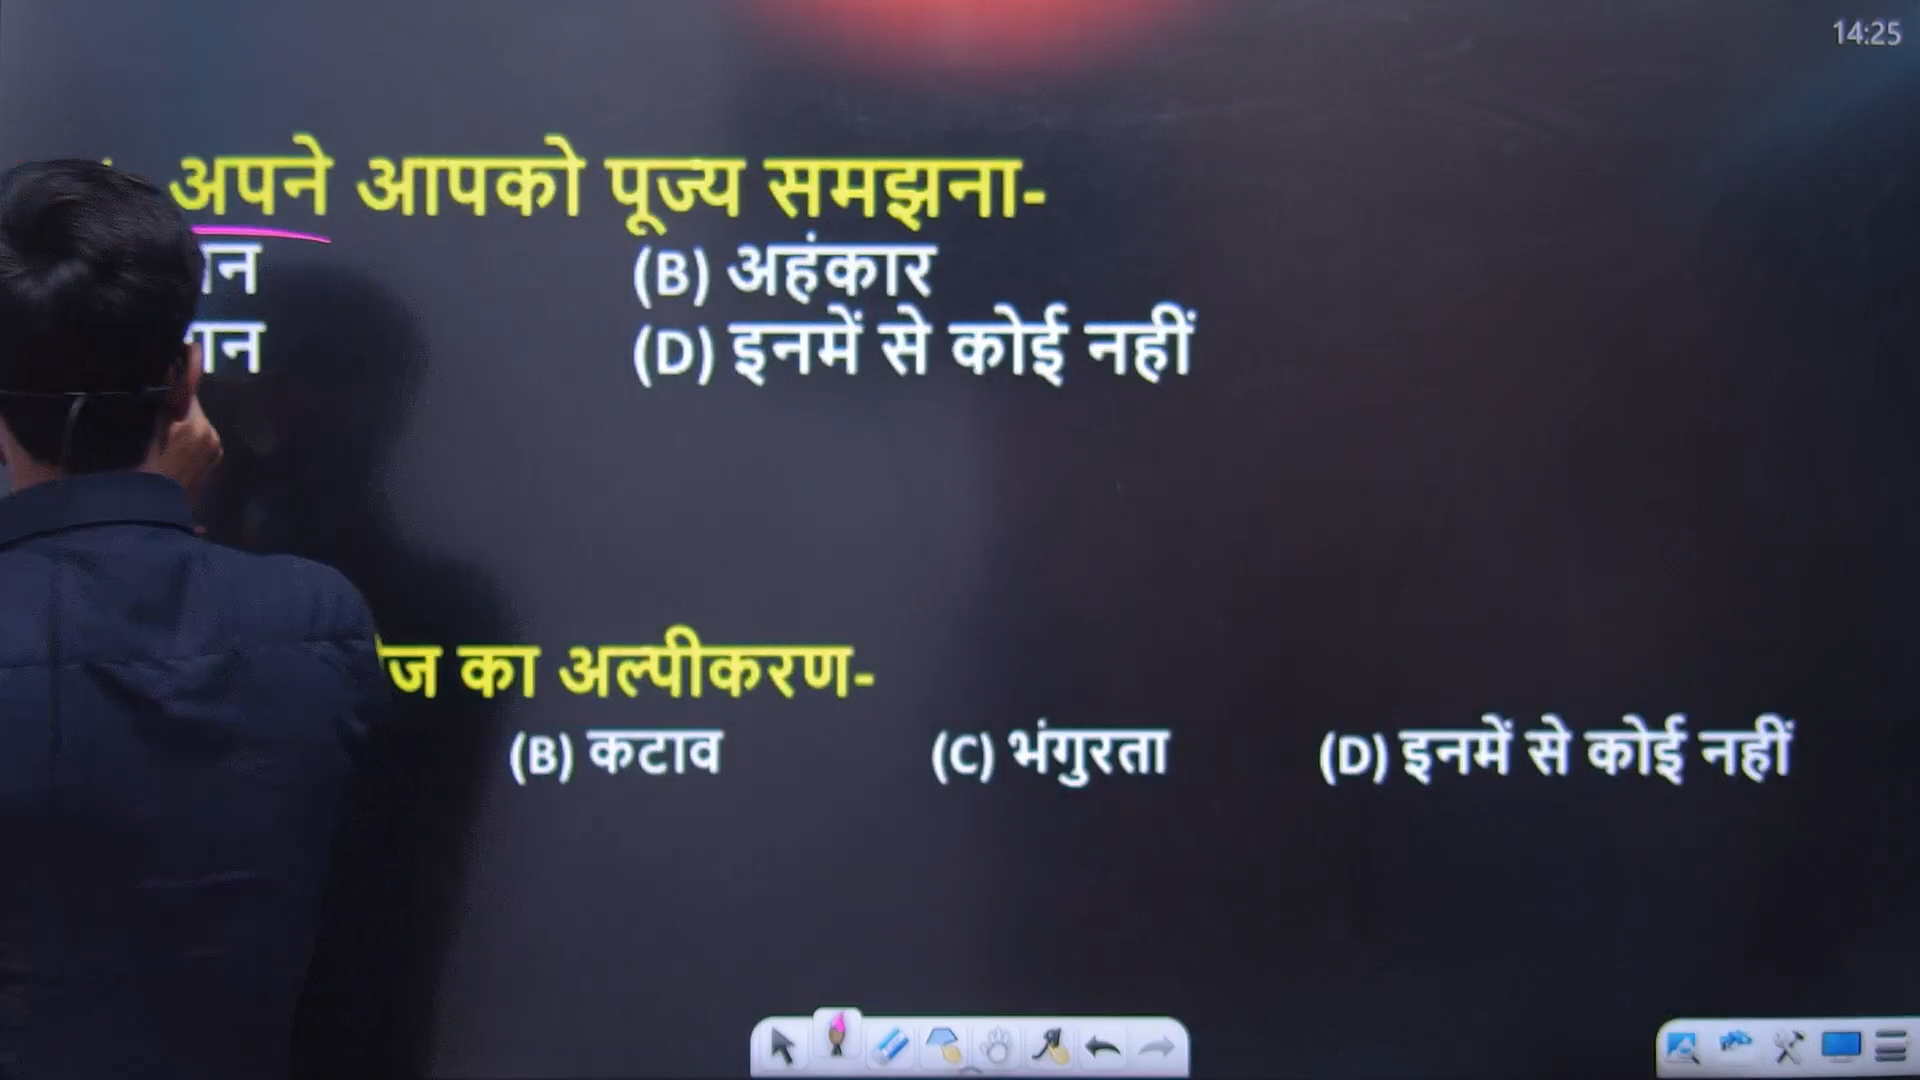 14:25
अपने आपको पूज्य समझना-
(B) अहंकार
(D) इनमें से कोई नहीं
का अल्पीकरण-
(B) कटाव (C) भंगुरता (D) इनमें से कोई नहीं